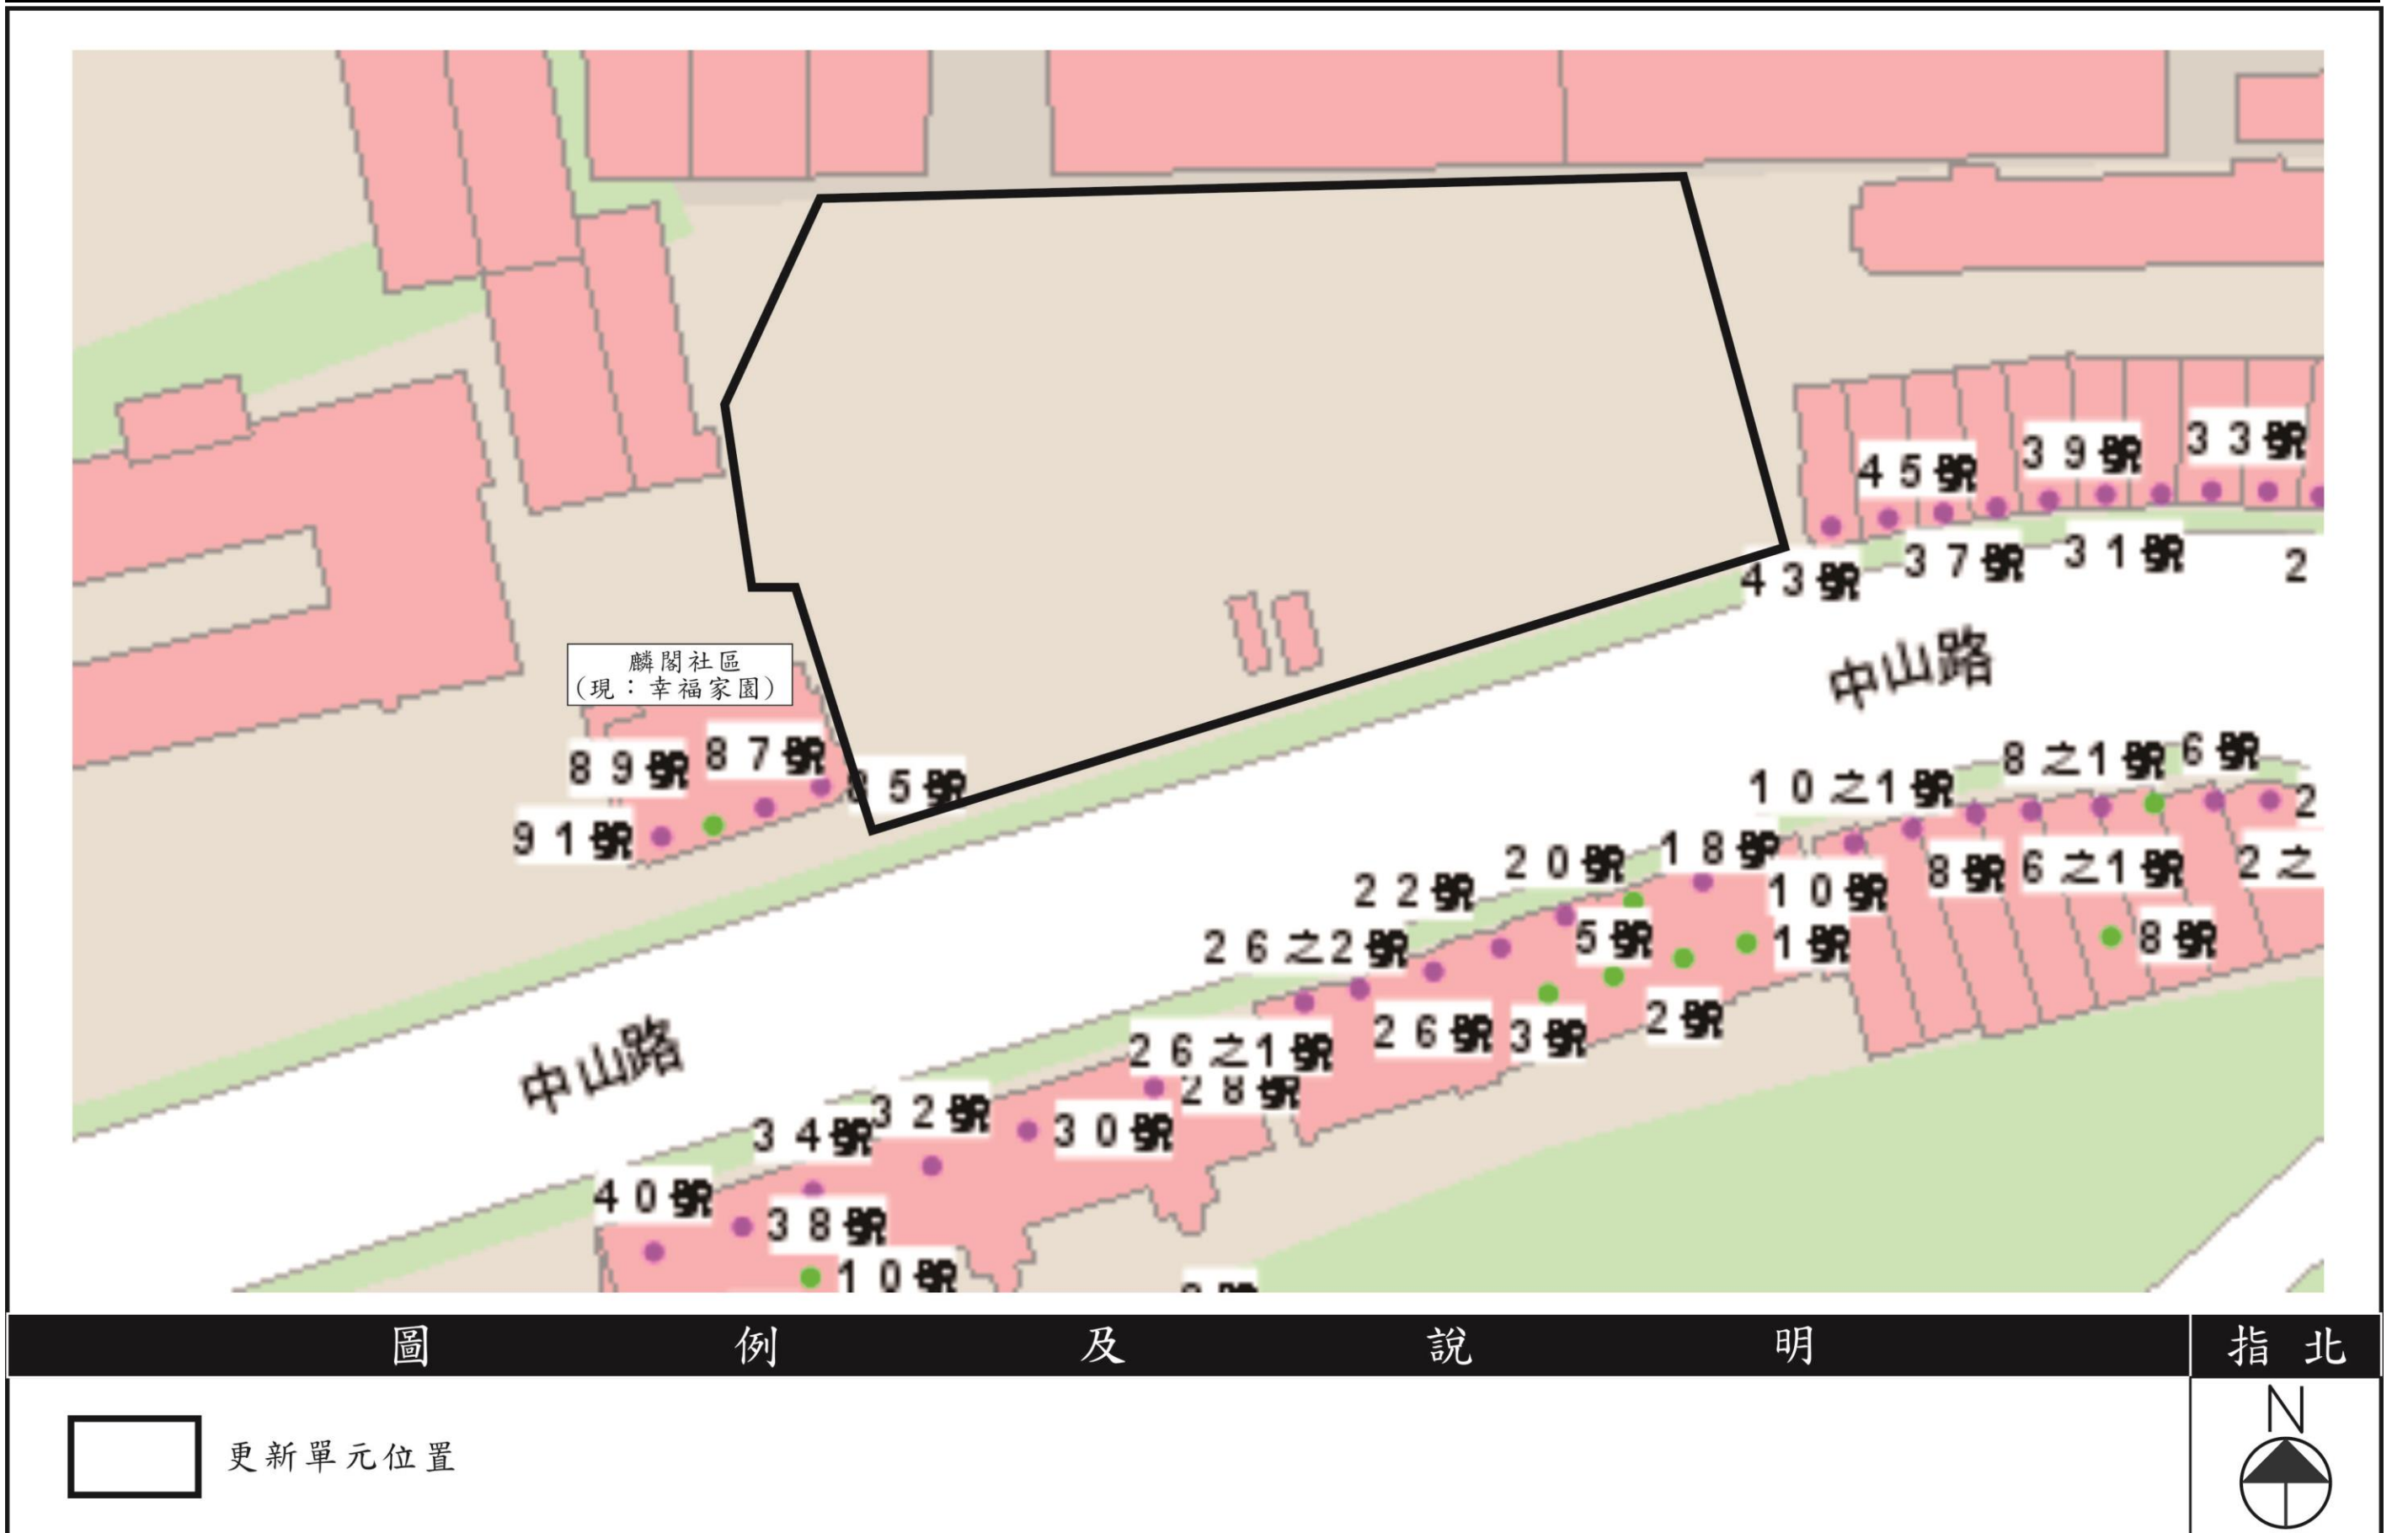 45號
39號
33號
43號
37號
31號
2
中山路
麟閣社區
(現：幸福家園)
89號
87號
85號
91號
10之1號
8之1號
6號
2
22號
20號
18號
10號
8號
6之1號
2之
26之2號
5號
1號
8號
26之1號
26號
3號
2號
28號
中山路
34號
32號
30號
40號
38號
10號
圖例及說明
指北
更新單元位置
N